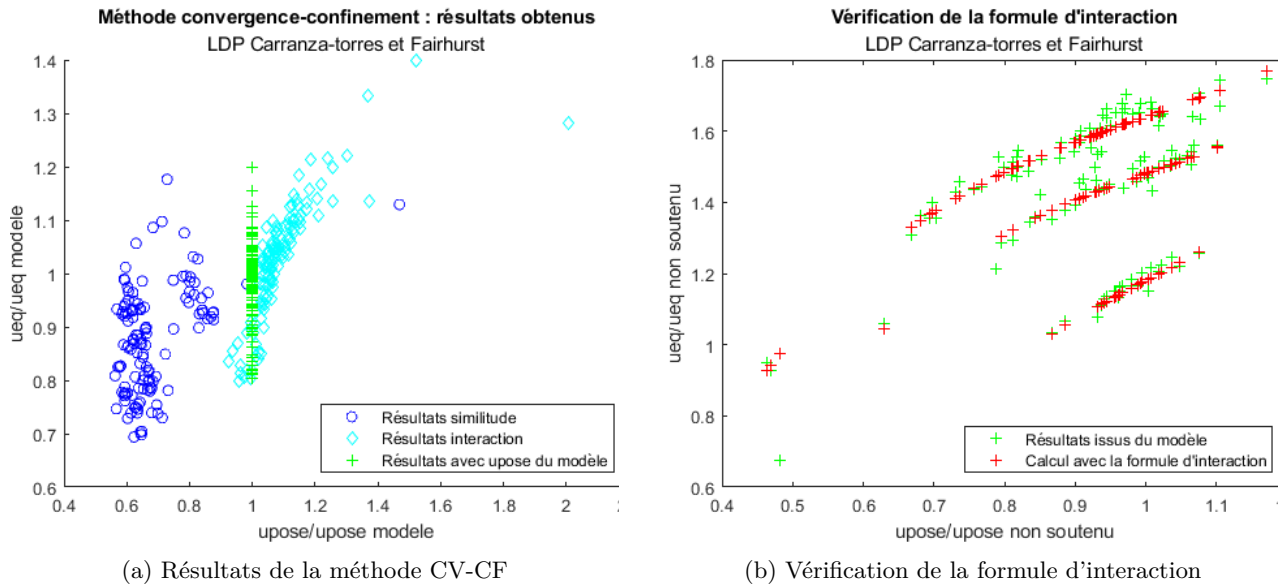 Méthode convergence-confinement : résultats obtenus
LDP Carranza-torres et Fairhurst
1.4
1.3
1.2
1.1
1
0.9
0.8
0.7
0.6
ueq/ueq modele
0.4
0.6
0.8
1
1.2
1.4
1.6
1.8
2
upose/upose modele
Résultats similitude
Résultats interaction
Résultats avec upose du modèle
(a) Résultats de la méthode CV-CF
Vérification de la formule d'interaction
LDP Carranza-torres et Fairhurst
1.8
1.6
1.4
1.2
1
0.8
0.6
ueq/ueq non soutenu
0.4
0.5
0.6
0.7
0.8
0.9
1
1.1
upose/upose non soutenu
Résultats issus du modèle
Calcul avec la formule d'interaction
(b) Vérification de la formule d'interaction